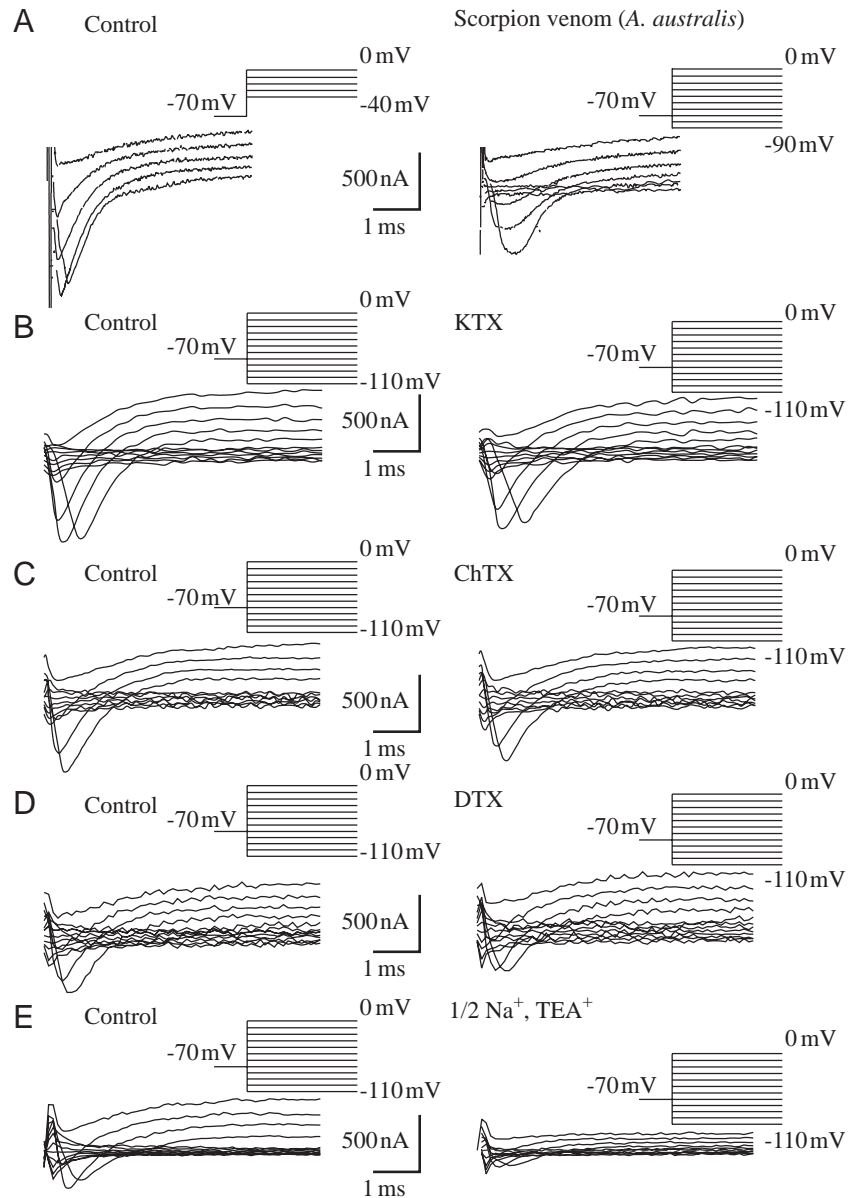 A
Control
Scorpion venom (A. australis)
0 mV
-70 mV
-40 mV
500 nA
1 ms
0 mV
-70 mV
-90 mV
B
Control
KTX
0 mV
-70 mV
-110 mV
500 nA
1 ms
0 mV
-70 mV
-110 mV
C
Control
ChTX
0 mV
-70 mV
-110 mV
500 nA
1 ms
0 mV
-70 mV
-110 mV
D
Control
DTX
0 mV
-70 mV
-110 mV
500 nA
1 ms
0 mV
-70 mV
-110 mV
E
Control
1/2 Na⁺, TEA⁺
0 mV
-70 mV
-110 mV
500 nA
1 ms
0 mV
-70 mV
-110 mV